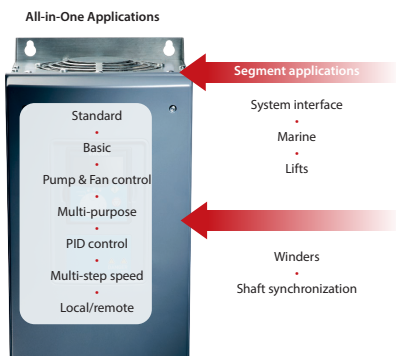 All-in-One Applications
Standard
•
Basic
•
Pump & Fan control
•
Multi-purpose
•
PID control
•
Multi-step speed
•
Local/remote
Segment applications
System interface
•
Marine
•
Lifts
Winders
•
Shaft synchronization